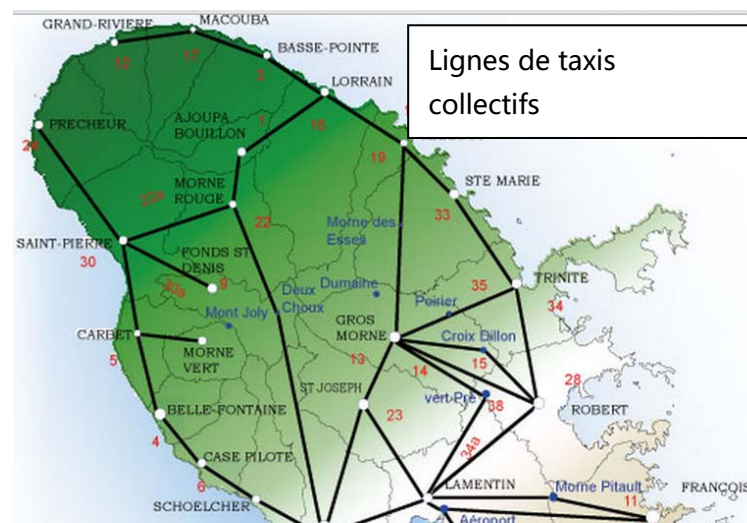 GRAND-RIVIERE
MACOUBA
Lignes de taxis
collectifs
12
17
3
BASSE-POINTE
LORRAIN
PRECHEUR
24
AJOUPA
BOUILLON
1
16
19
STE MARIE
33
23a
MORNE
ROUGE
22
Morne des
Esses
SAINT-PIERRE
30
FONDS ST
DENIS
9
Deux
Choux
Dumaine
35
TRINITE
34
Mont Joly
Poirier
CARBET
5
MORNE
VERT
GROS
MORNE
13
14
Croix Dillon
15
ST JOSEPH
23
vert Pré
38
28
ROBERT
BELLE-FONTAINE
4
34a
CASE PILOTE
6
SCHOELCHER
LAMENTIN
Morne Pitault
11
FRANÇOIS
Aéroport